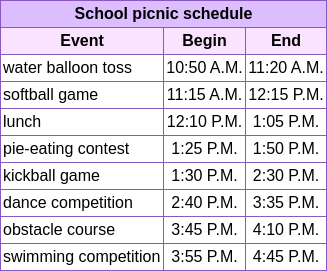 School picnic schedule
Event Begin End
water balloon toss 10:50 A.M. 11:20 A.M.
softball game 11:15 A.M. 12:15 P.M.
lunch 12:10 P.M. 1:05 P.M.
pie-eating contest 1:25 P.M. 1:50 P.M.
kickball game 1:30 P.M. 2:30 P.M.
dance competition 2:40 P.M. 3:35 P.M.
obstacle course 3:45 P.M. 4:10 P.M.
swimming competition 3:55 P.M. 4:45 P.M.